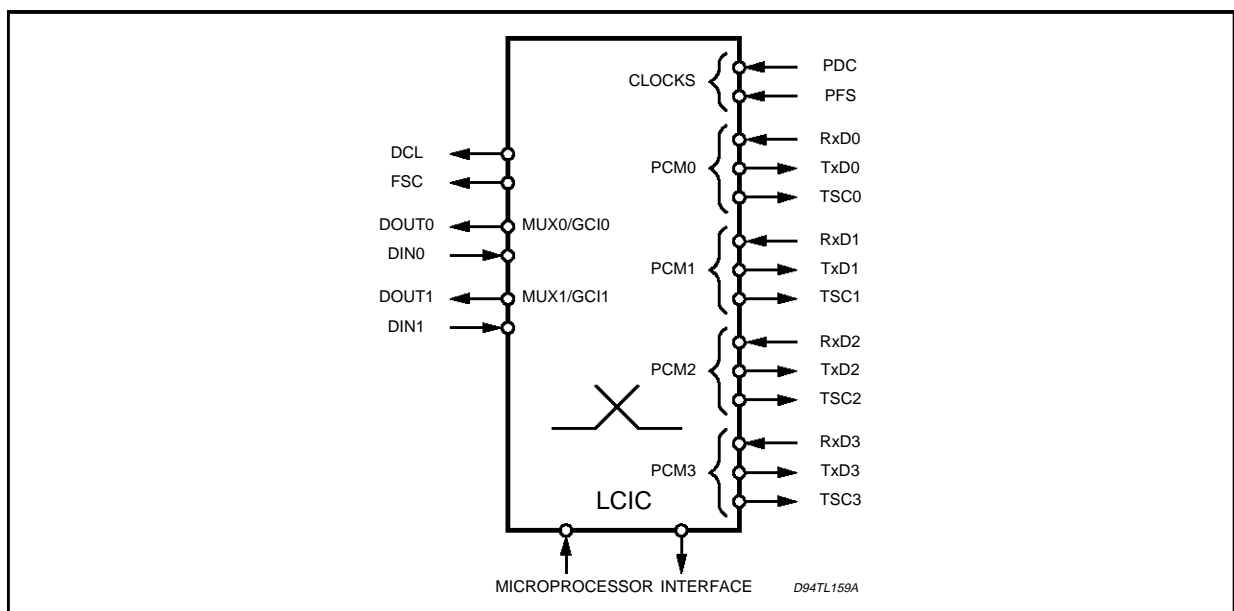 CLOCKS
PDC
PFS
DCL
FSC
DOUT0
MUX0/GCI0
DIN0
DOUT1
MUX1/GCI1
DIN1
PCM0
RxD0
TxD0
TSC0
PCM1
RxD1
TxD1
TSC1
PCM2
RxD2
TxD2
TSC2
PCM3
RxD3
TxD3
TSC3
LCIC
MICROPROCESSOR INTERFACE
D94TL159A